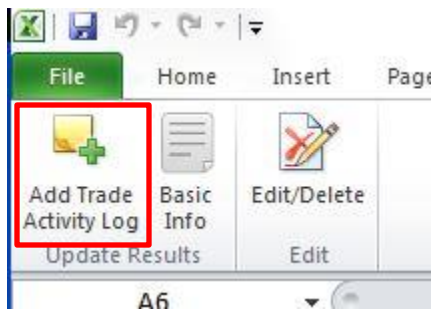 File Home Insert Page
Add Trade Activity Log
Basic Info
Edit/Delete
Update Results Edit
A6